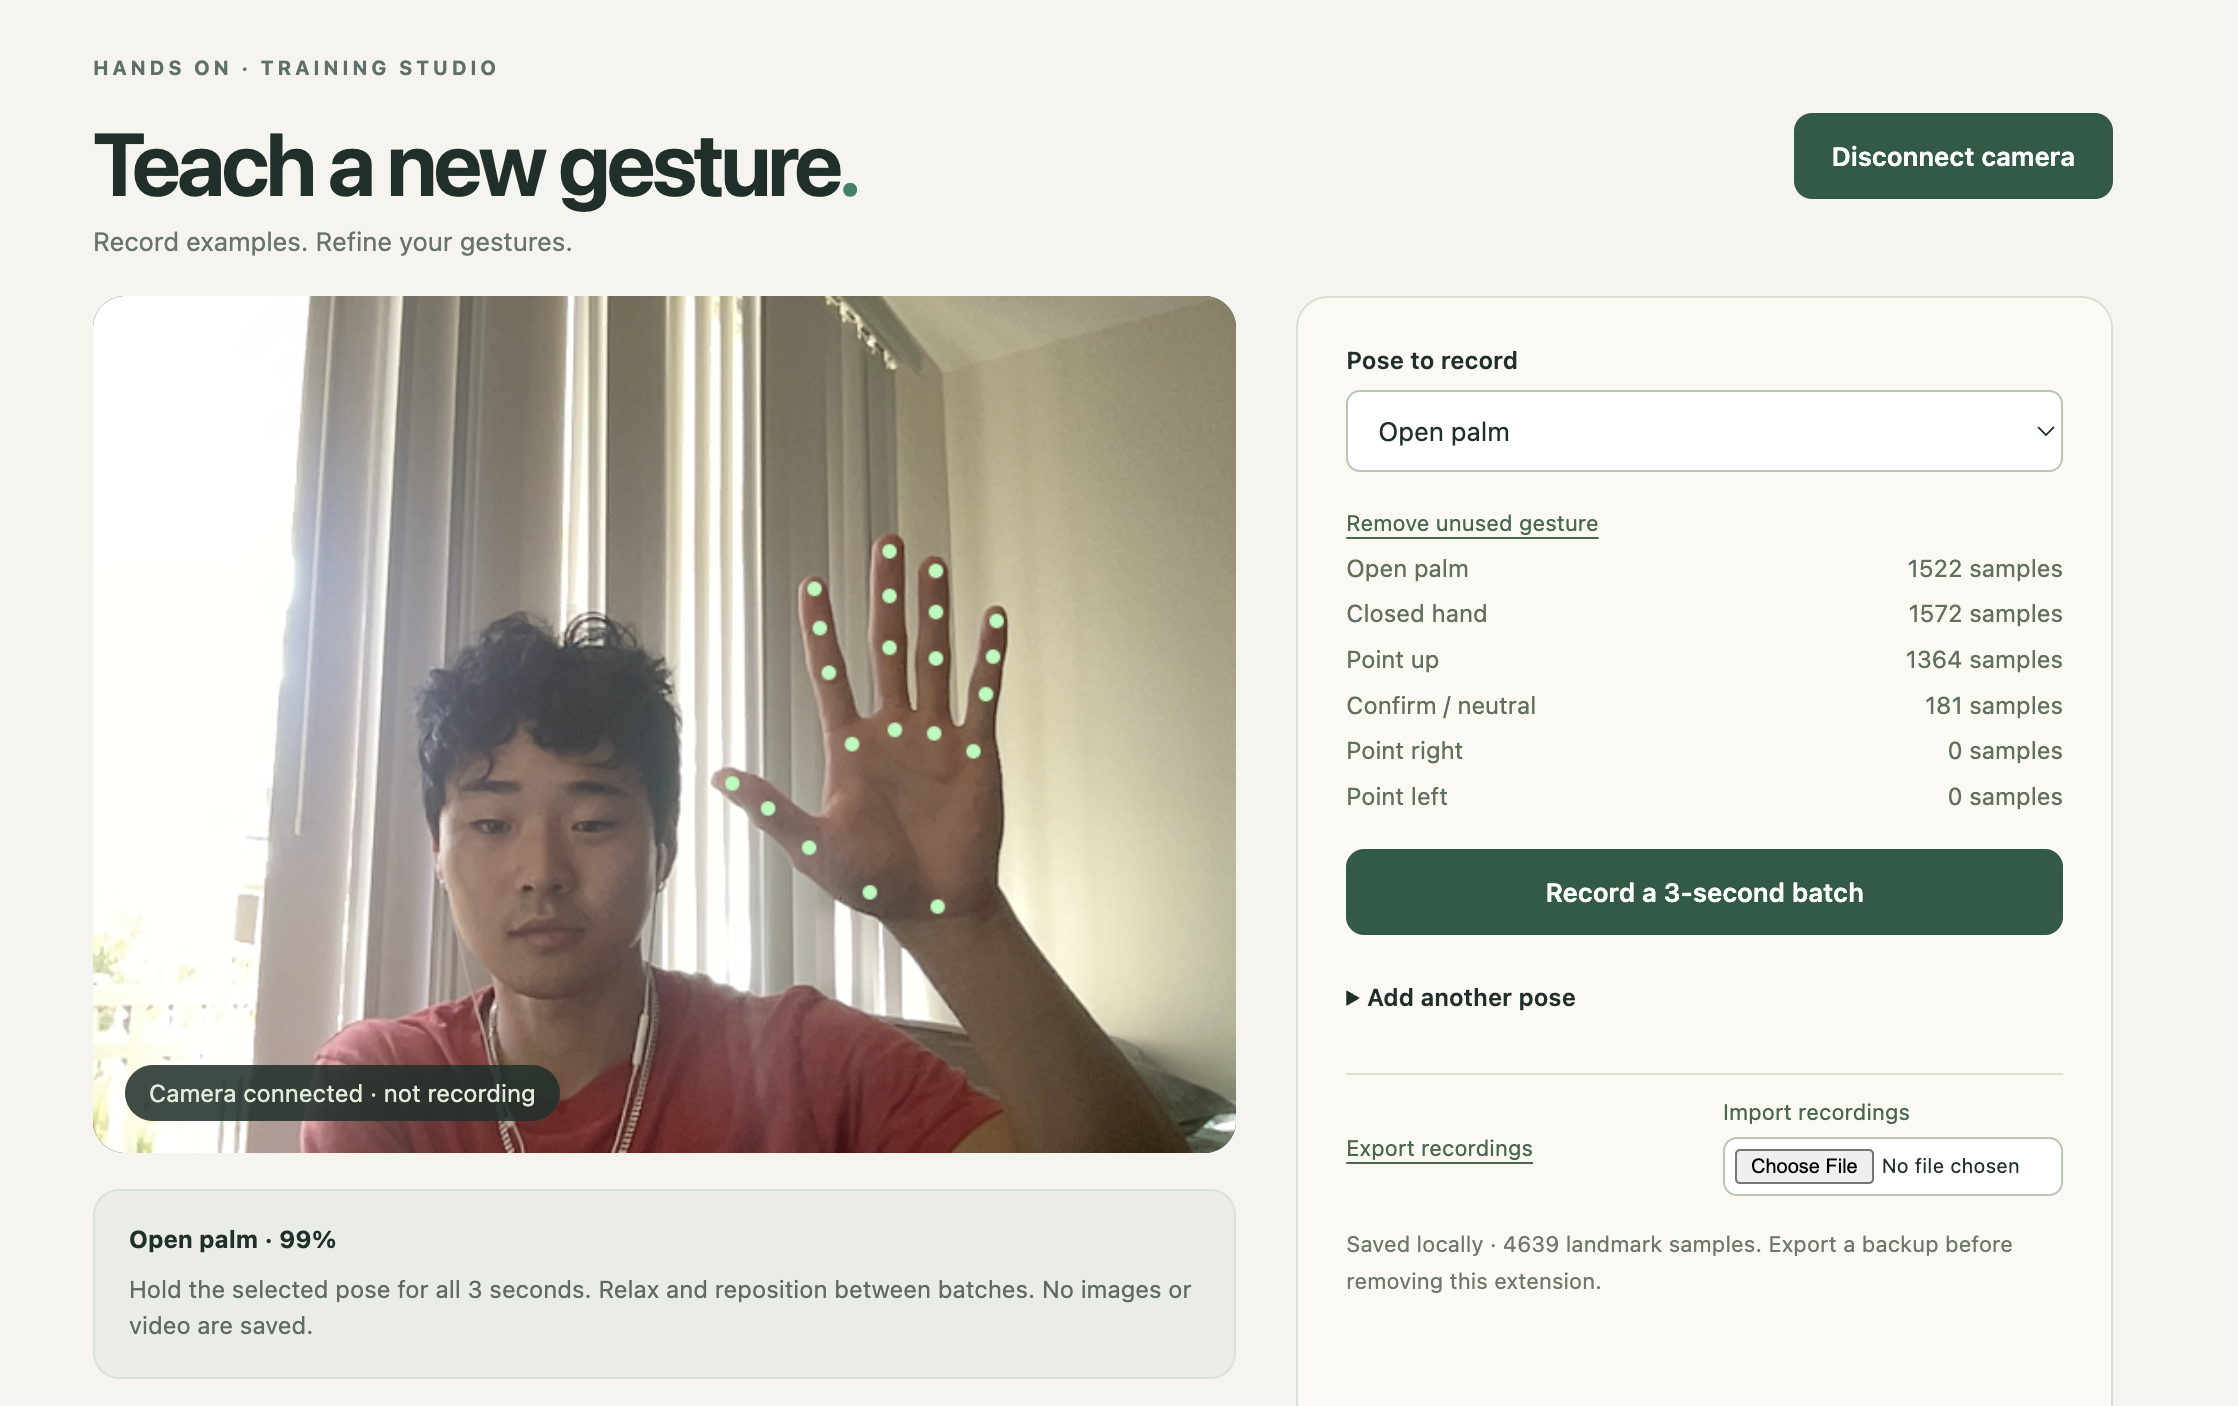 HANDS ON · TRAINING STUDIO
Teach a new gesture.
Record examples. Refine your gestures.
Disconnect camera
Camera connected · not recording
Open palm · 99%
Hold the selected pose for all 3 seconds. Relax and reposition between batches. No images or
video are saved.
Pose to record
Open palm
Remove unused gesture
Open palm 1522 samples
Closed hand 1572 samples
Point up 1364 samples
Confirm / neutral 181 samples
Point right 0 samples
Point left 0 samples
Record a 3-second batch
Add another pose
Export recordings
Import recordings
Choose File No file chosen
Saved locally · 4639 landmark samples. Export a backup before
removing this extension.